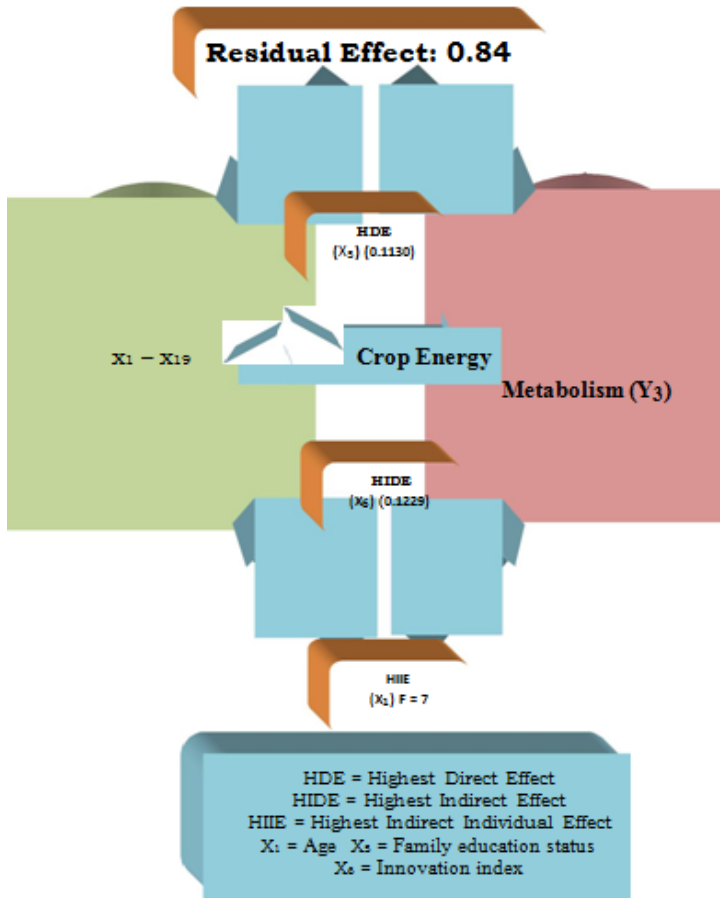 Residual Effect: 0.84
HDE
(X₅) (0.1130)
X₁ – X₁₉
Crop Energy
Metabolism (Y₃)
HIDE
(X₆) (0.1229)
HIIE
(X₁) F = 7
HDE = Highest Direct Effect
HIDE = Highest Indirect Effect
HIIE = Highest Indirect Individual Effect
X₁ = Age X₅ = Family education status
X₆ = Innovation index